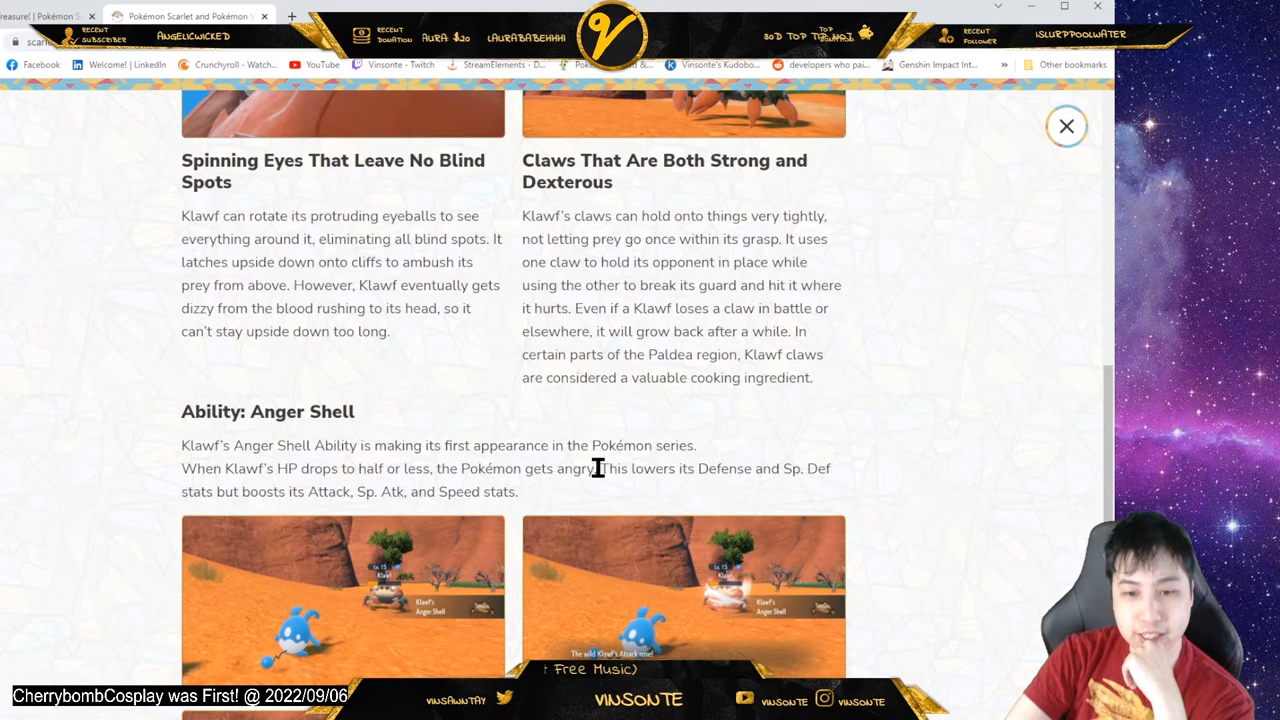 reasure! | Pokémon S
Pokémon Scarlet and Pokémon
RECENT SUBSCRIBER
ANGELICWICKED
RECENT DONATION
AURA: $20
LAURABABEHHH
RECENT FOLLOWER
ISLURPPOOLWATER
scarl
Facebook
Welcome! | LinkedIn
Crunchyroll - Watch...
YouTube
Vinsonte - Twitch
StreamElements - D...
Vinsonte's Kudobo...
developers who pai...
Genshin Impact Int...
»
Other bookmarks
Spinning Eyes That Leave No Blind
Spots
Klawf can rotate its protruding eyeballs to see
everything around it, eliminating all blind spots. It
latches upside down onto cliffs to ambush its
prey from above. However, Klawf eventually gets
dizzy from the blood rushing to its head, so it
can't stay upside down too long.
Claws That Are Both Strong and
Dexterous
Klawf's claws can hold onto things very tightly,
not letting prey go once within its grasp. It uses
one claw to hold its opponent in place while
using the other to break its guard and hit it where
it hurts. Even if a Klawf loses a claw in battle or
elsewhere, it will grow back after a while. In
certain parts of the Paldea region, Klawf claws
are considered a valuable cooking ingredient.
Ability: Anger Shell
Klawf's Anger Shell Ability is making its first appearance in the Pokémon series.
When Klawf's HP drops to half or less, the Pokémon gets angry. This lowers its Defense and Sp. Def
stats but boosts its Attack, Sp. Atk, and Speed stats.
Lv. 15
Klawf
Klawf's
Anger Shell
Lv. 15
Klawf
Klawf's
Anger Shell
The wild Klawf's Attack rose!
t Free Music)
CherrybombCosplay was First! @ 2022/09/06
VINSAWNTAY
VINSONTE
VINSONTE
VINSONTE